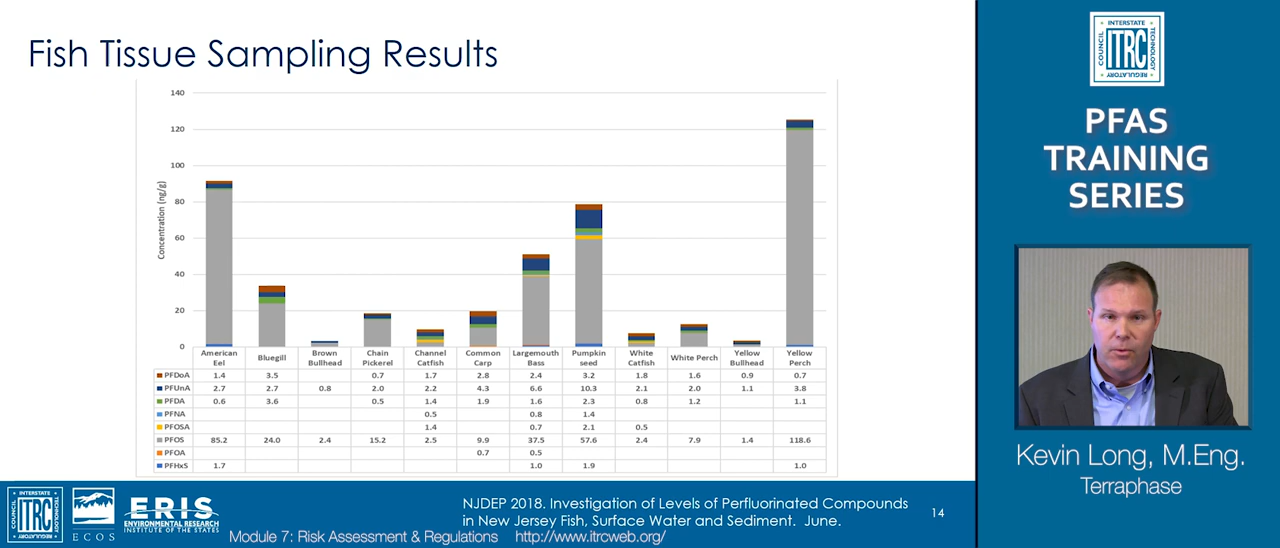 Fish Tissue Sampling Results
140
120
100
80
60
40
20
0
Concentration (ng/g)
American Eel Bluegill Brown Bullhead Chain Pickerel Channel Catfish Common Carp Largemouth Bass Pumpkin seed White Catfish White Perch Yellow Bullhead Yellow Perch
PFDoA 1.4 3.5 0.7 1.7 2.8 2.4 3.2 1.8 1.6 0.9 0.7
PFUnA 2.7 2.7 0.8 2.0 2.2 4.3 6.6 10.3 2.1 2.0 1.1 3.8
PFDA 0.6 3.6 0.5 1.4 1.9 1.6 2.3 0.8 1.2 1.1
PFNA 0.5 0.8 1.4
PFOSA 1.4 0.7 2.1 0.5
PFOS 85.2 24.0 2.4 15.2 2.5 9.9 37.5 57.6 2.4 7.9 1.4 118.6
PFOA 0.7 0.5
PFHxS 1.7 1.0 1.9 1.0
INTERSTATE
COUNCIL
ITRC
TECHNOLOGY
REGULATORY
ECOS
ERIS
ENVIRONMENTAL RESEARCH
INSTITUTE OF THE STATES
NJDEP 2018. Investigation of Levels of Perfluorinated Compounds
in New Jersey Fish, Surface Water and Sediment. June.
14
Module 7: Risk Assessment & Regulations http://www.itrcweb.org/
INTERSTATE
COUNCIL
ITRC
TECHNOLOGY
REGULATORY
PFAS
TRAINING
SERIES
Kevin Long, M.Eng.
Terraphase